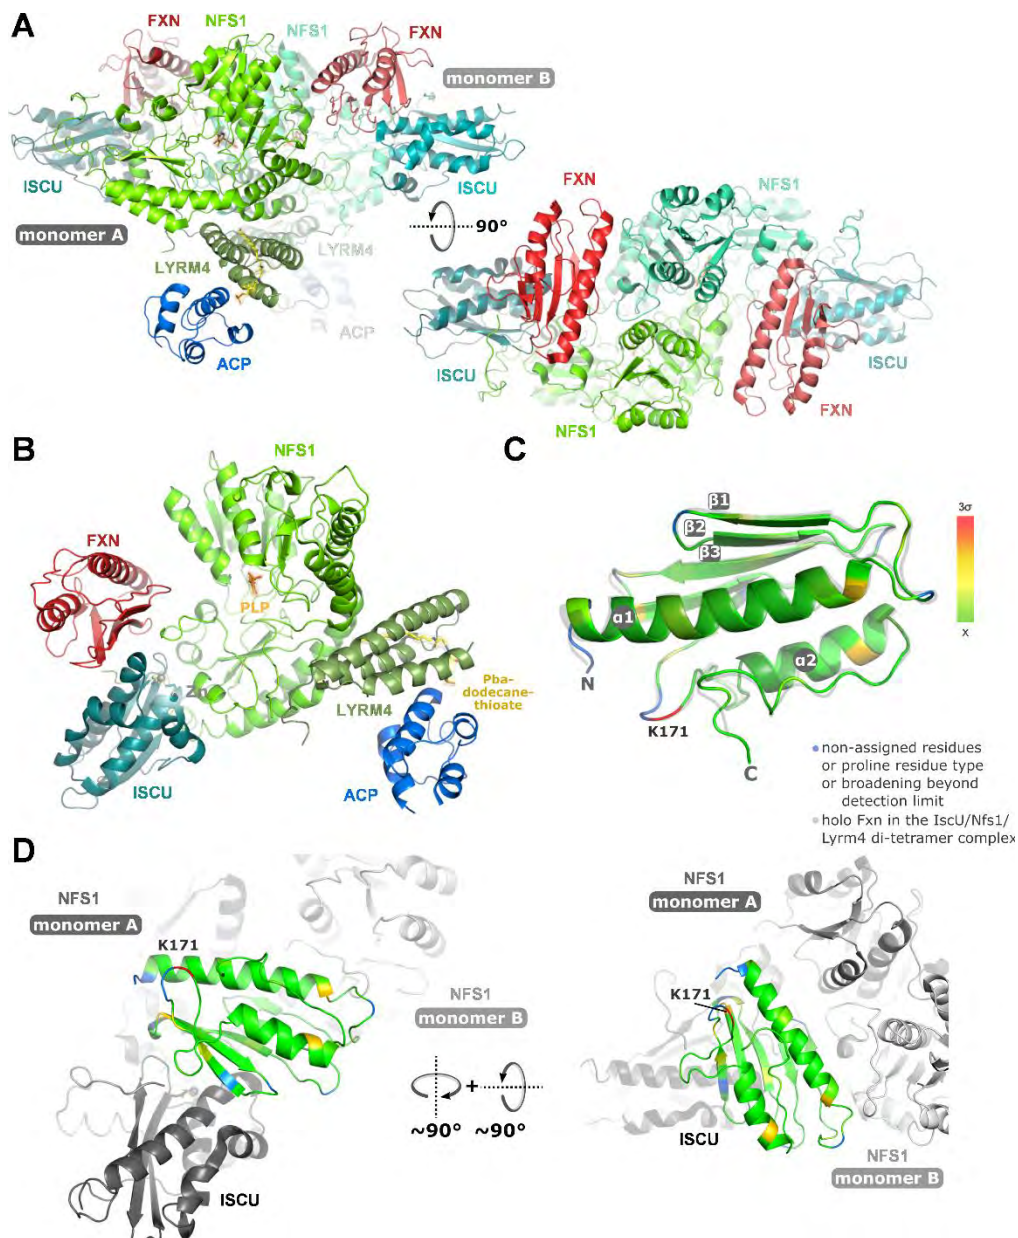 A
FXN
NFS1
NFS1
FXN
monomer B
ISCU
ISCU
monomer A
90°
LYRM4
LYRM4
ACP
ACP
FXN
NFS1
ISCU
ISCU
NFS1
FXN
B
NFS1
FXN
PLP
Zn
LYRM4
Pba-
dodecane-
thioate
ISCU
ACP
C
β1
β2
β3
α1
α2
N
K171
C
3σ
x
non-assigned residues
or proline residue type
or broadening beyond
detection limit
holo Fxn in the IscU/Nfs1/
Lyrm4 di-tetramer complex
D
NFS1
monomer A
K171
NFS1
monomer B
ISCU
+
~90° ~90°
NFS1
monomer A
K171
ISCU
NFS1
monomer B